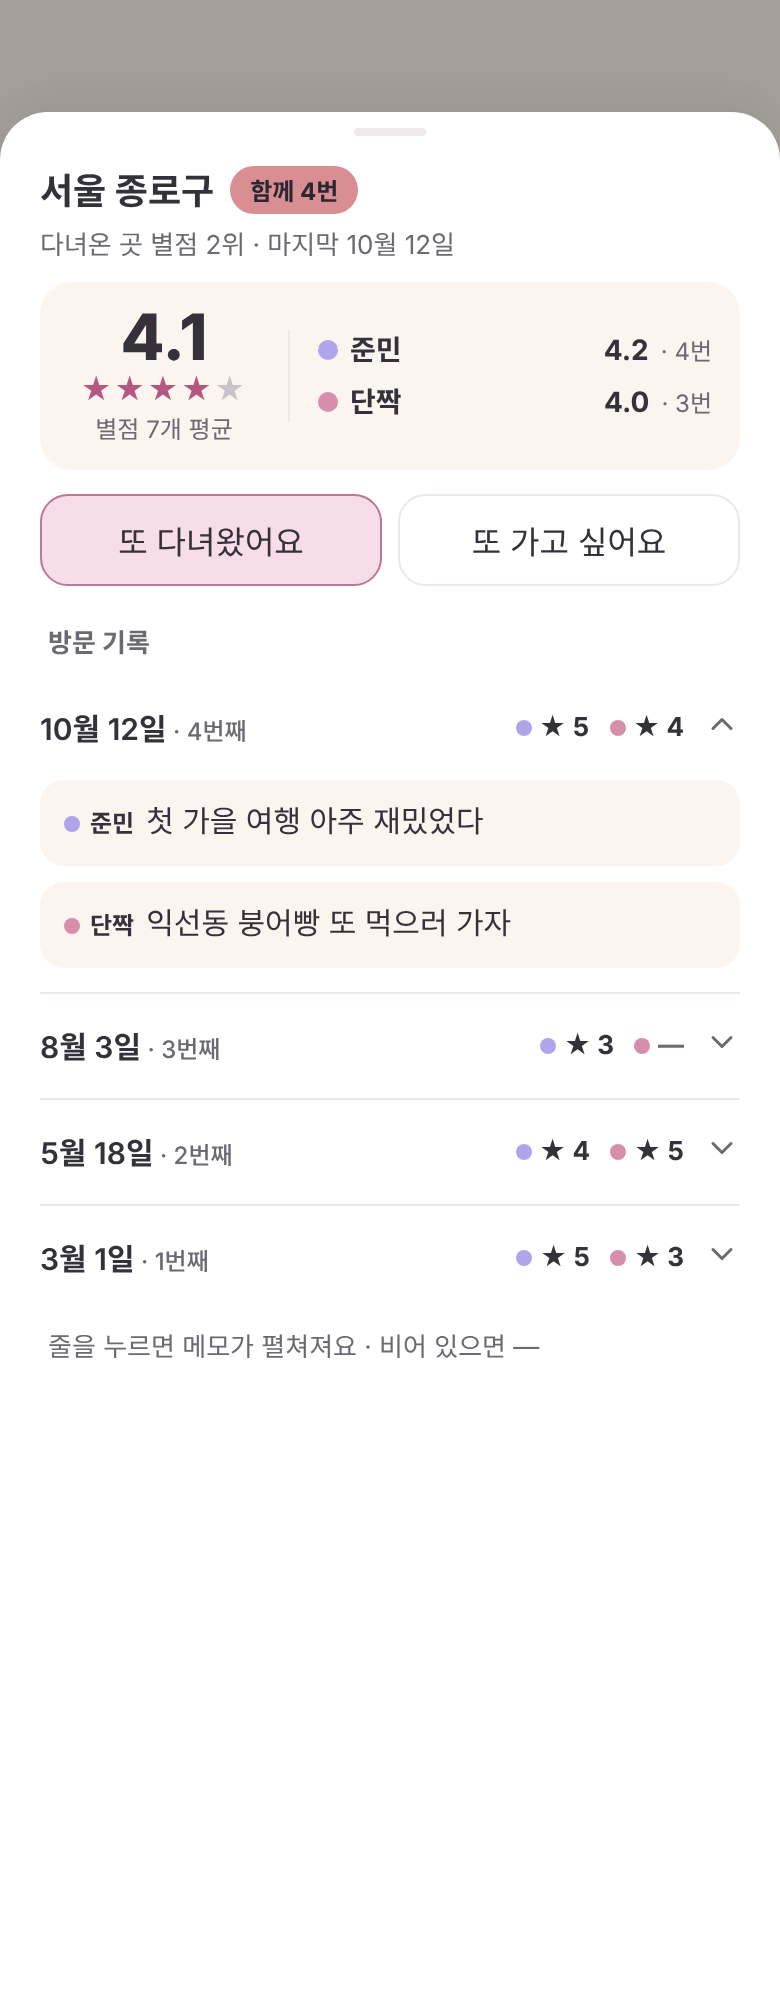 서울 종로구 함께 4번
다녀온 곳 별점 2위 · 마지막 10월 12일
4.1
★★★★★
별점 7개 평균
준민 4.2 · 4번
단짝 4.0 · 3번
또 다녀왔어요 또 가고 싶어요
방문 기록
10월 12일 · 4번째 ★ 5 ★ 4
준민 첫 가을 여행 아주 재밌었다
단짝 익선동 붕어빵 또 먹으러 가자
8월 3일 · 3번째 ★ 3 —
5월 18일 · 2번째 ★ 4 ★ 5
3월 1일 · 1번째 ★ 5 ★ 3
줄을 누르면 메모가 펼쳐져요 · 비어 있으면 —